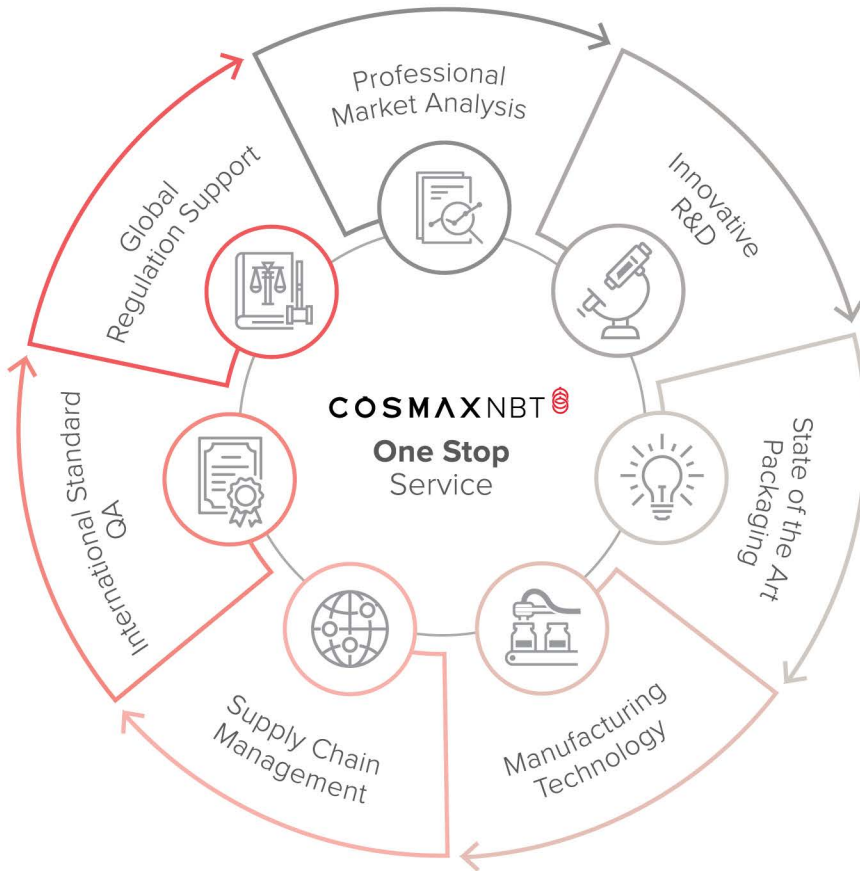 Professional
Market Analysis
Innovative
R&D
State of the Art
Packaging
Manufacturing
Technology
Supply Chain
Management
International Standard
QA
Global
Regulation Support
COSMAXNBT
One Stop
Service